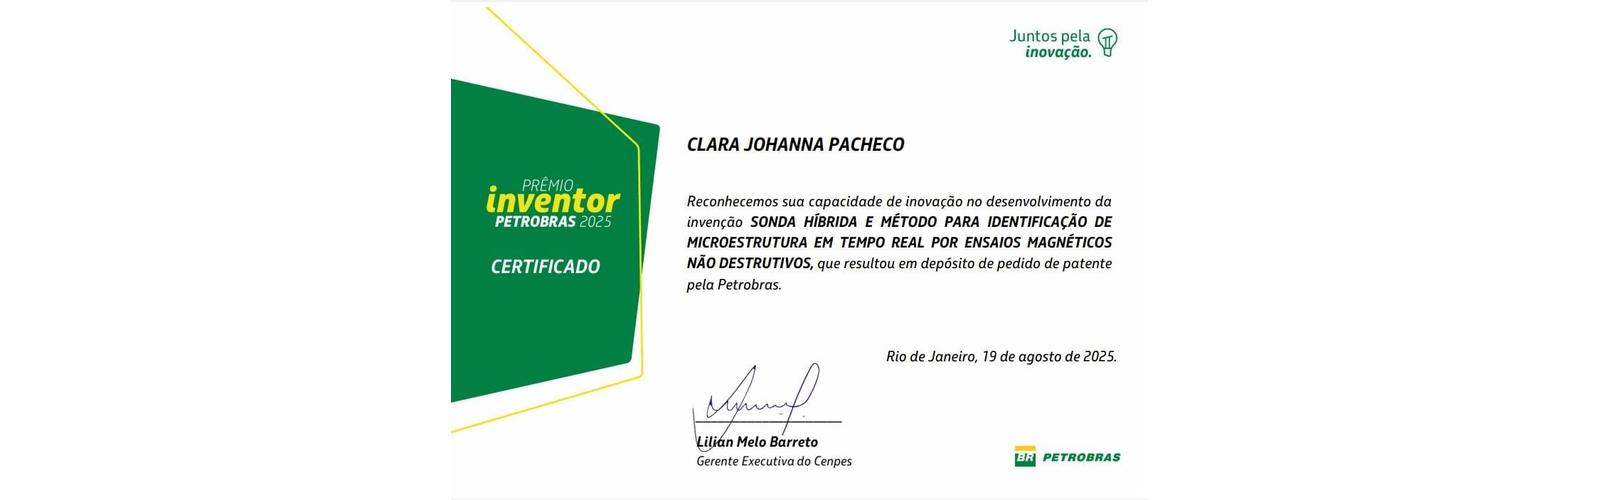 Juntos pela
inovação.
CLARA JOHANNA PACHECO
PRÊMIO
inventor
PETROBRAS 2025
CERTIFICADO
Reconhecemos sua capacidade de inovação no desenvolvimento da
invenção SONDA HÍBRIDA E MÉTODO PARA IDENTIFICAÇÃO DE
MICROESTRUTURA EM TEMPO REAL POR ENSAIOS MAGNÉTICOS
NÃO DESTRUTIVOS, que resultou em depósito de pedido de patente
pela Petrobras.
Rio de Janeiro, 19 de agosto de 2025.
Lilian Melo Barreto
Gerente Executiva do Cenpes
BR PETROBRAS